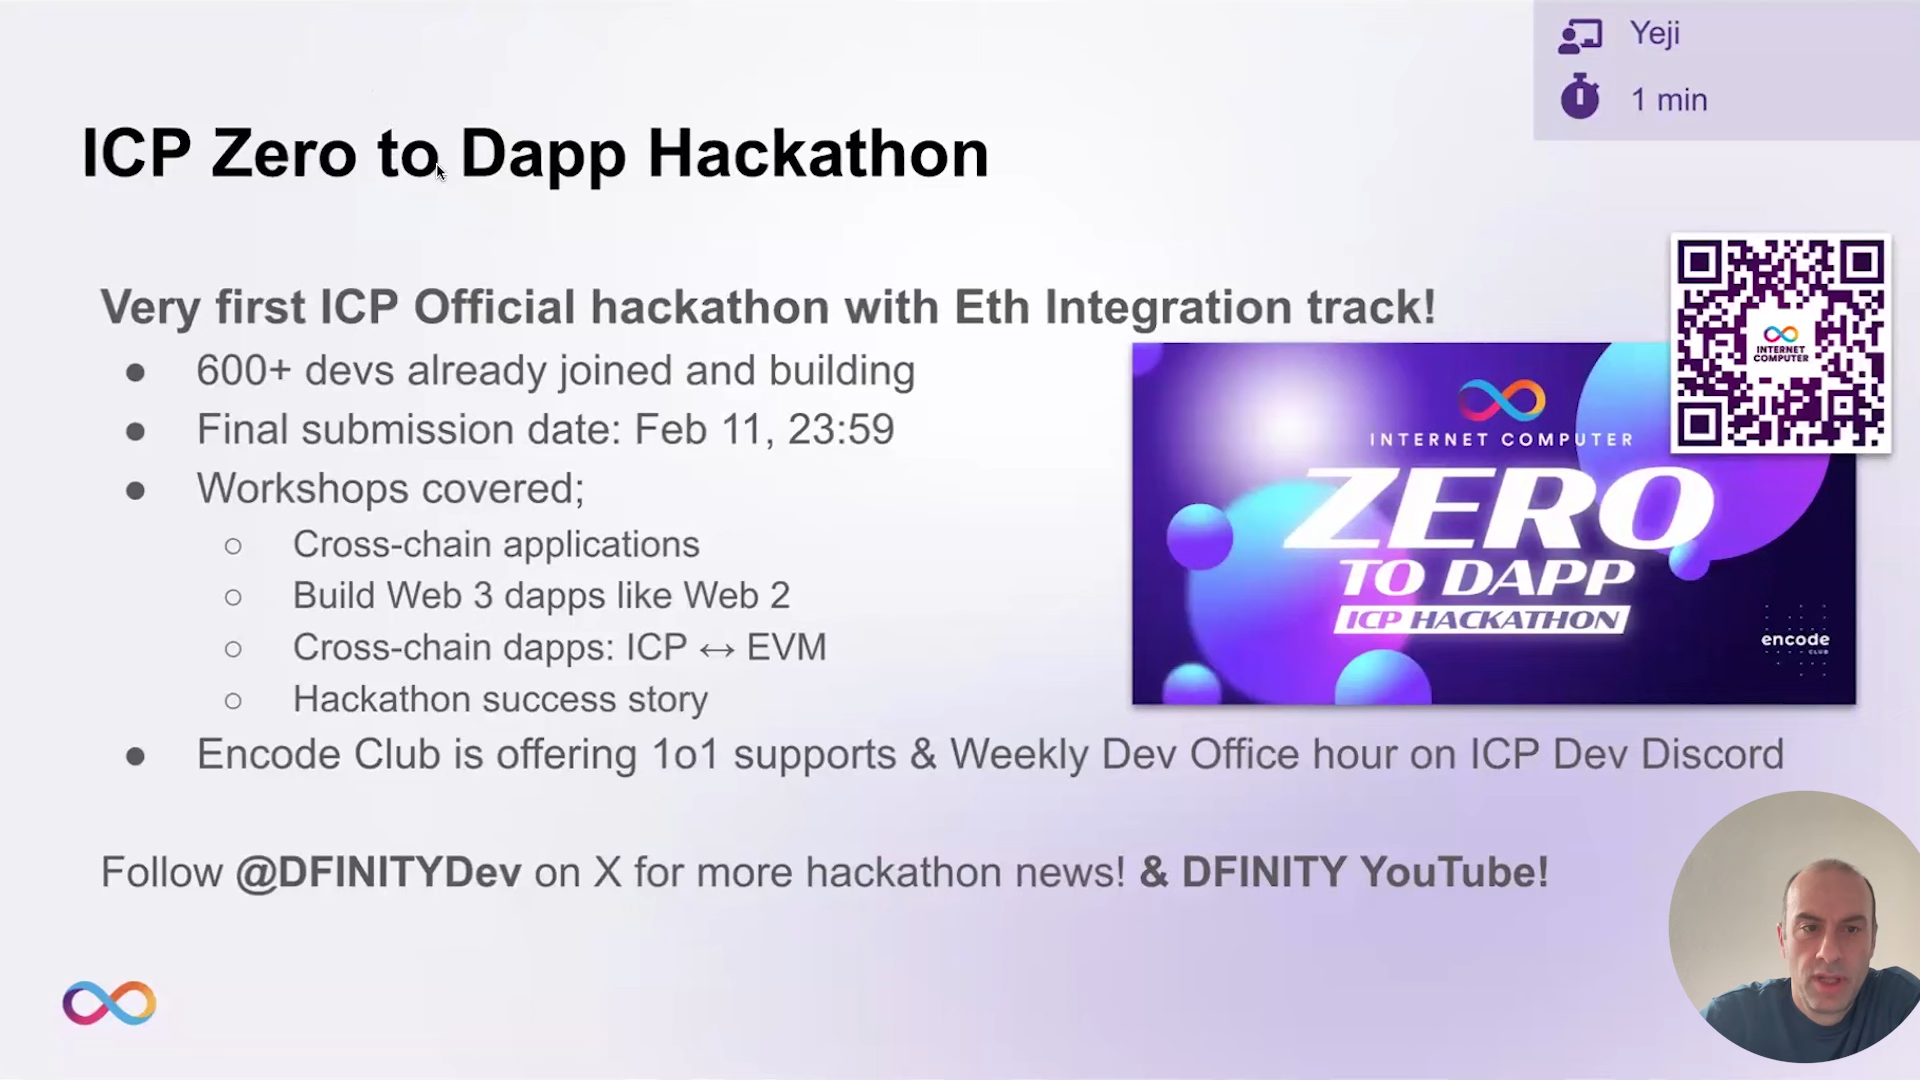 Yeji
1 min
ICP Zero to Dapp Hackathon
Very first ICP Official hackathon with Eth Integration track!
● 600+ devs already joined and building
● Final submission date: Feb 11, 23:59
● Workshops covered;
○ Cross-chain applications
○ Build Web 3 dapps like Web 2
○ Cross-chain dapps: ICP ↔ EVM
○ Hackathon success story
● Encode Club is offering 1o1 supports & Weekly Dev Office hour on ICP Dev Discord
Follow @DFINITYDev on X for more hackathon news! & DFINITY YouTube!
INTERNET
COMPUTER
INTERNET COMPUTER
ZERO
TO DAPP
ICP HACKATHON
encode
CLUB